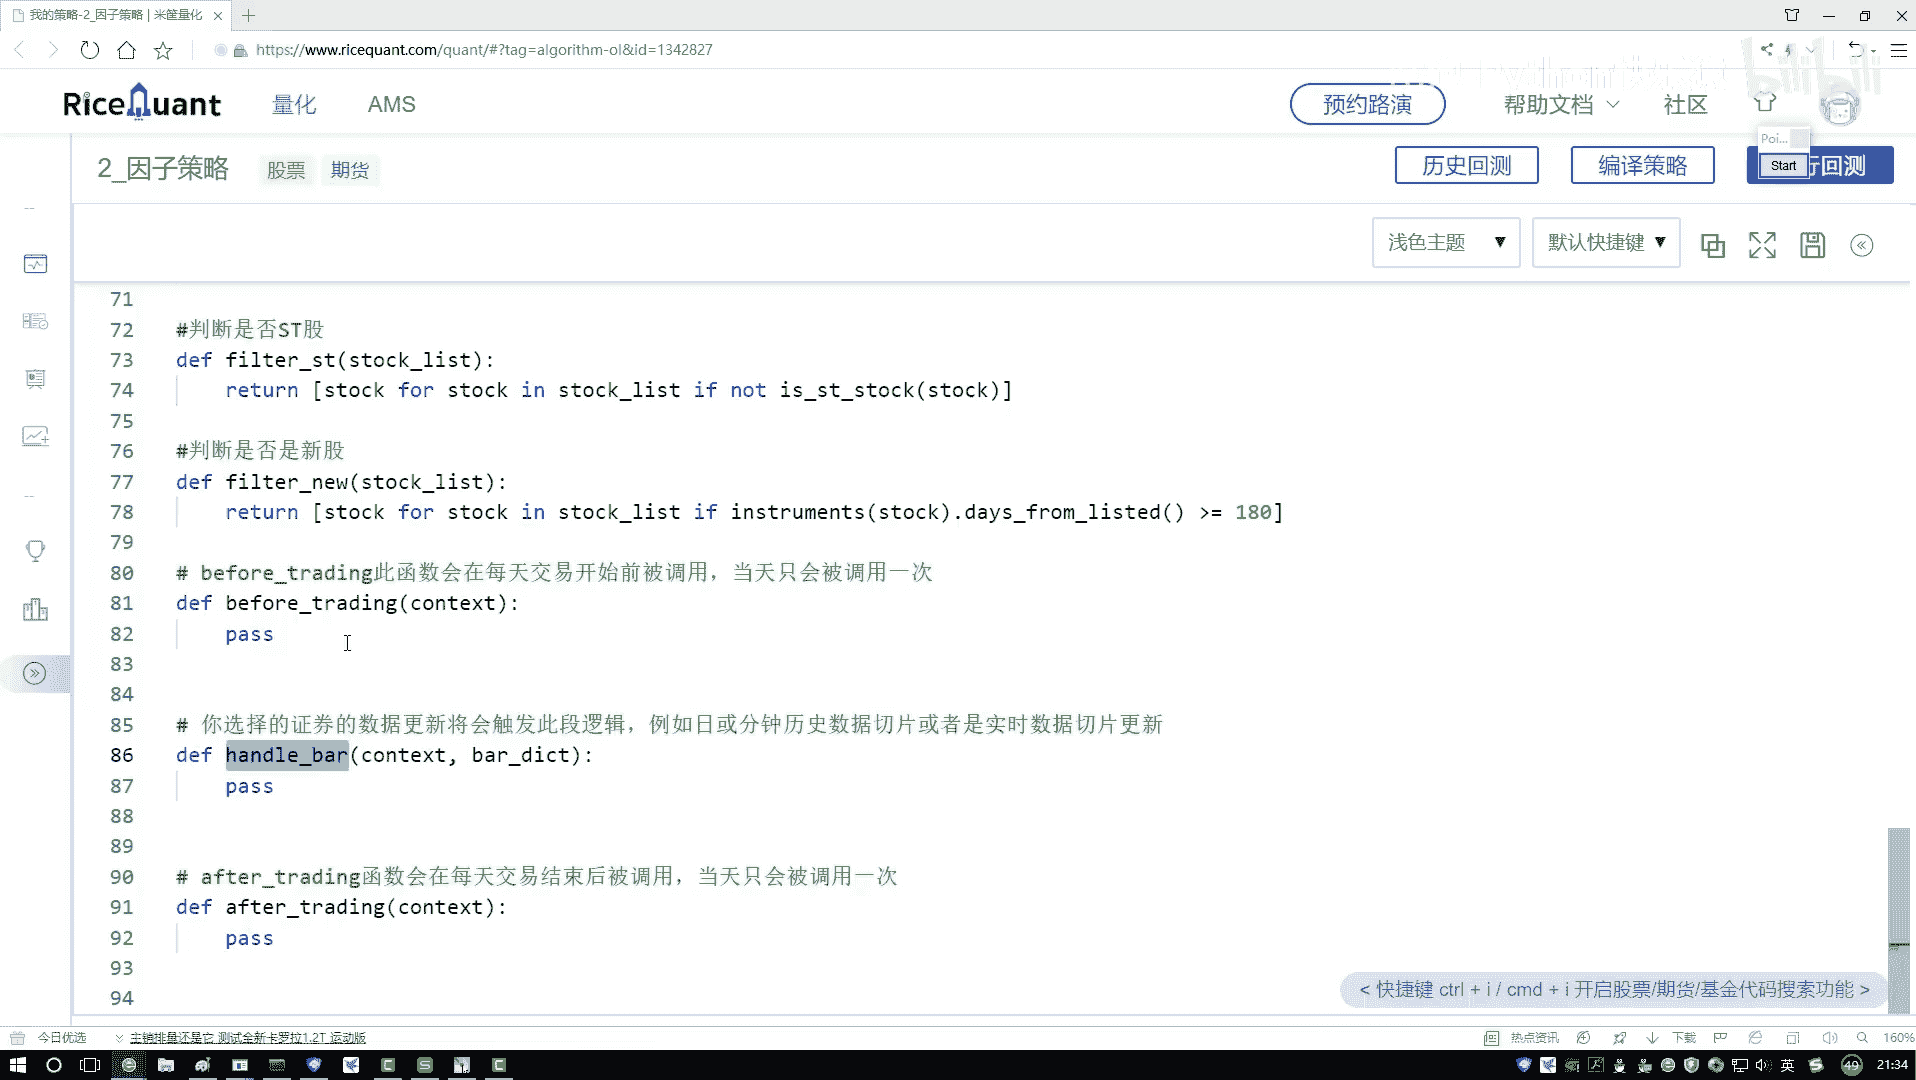 我的策略-2_因子策略 | 米筐量化
https://www.ricequant.com/quant/#?tag=algorithm-ol&id=1342827
RiceQuant 量化 AMS 预约路演 帮助文档 社区
Poi...
2_因子策略 股票 期货 历史回测 编译策略 Start 行回测
浅色主题 ▼ 默认快捷键 ▼
71
72 #判断是否ST股
73 def filter_st(stock_list):
74 return [stock for stock in stock_list if not is_st_stock(stock)]
75
76 #判断是否是新股
77 def filter_new(stock_list):
78 return [stock for stock in stock_list if instruments(stock).days_from_listed() >= 180]
79
80 # before_trading此函数会在每天交易开始前被调用，当天只会被调用一次
81 def before_trading(context):
82 pass
83
84
85 # 你选择的证券的数据更新将会触发此段逻辑，例如日或分钟历史数据切片或者是实时数据切片更新
86 def handle_bar(context, bar_dict):
87 pass
88
89
90 # after_trading函数会在每天交易结束后被调用，当天只会被调用一次
91 def after_trading(context):
92 pass
93
94
< 快捷键 ctrl + i / cmd + i 开启股票/期货/基金代码搜索功能 >
今日优选 主销排量还是它 测试全新卡罗拉1.2T 运动版 热点资讯 下载 160%
英 49 21:34